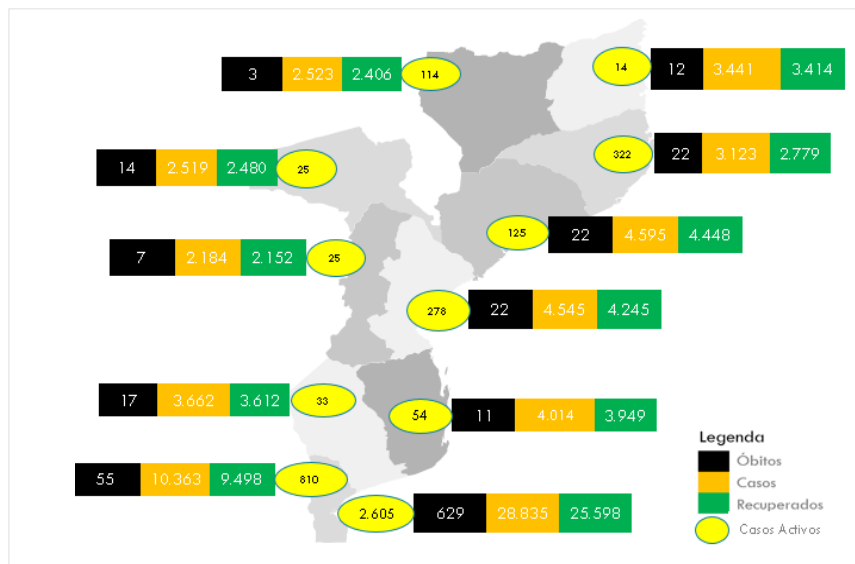 3 2.523 2.406 114
14 12 3.441 3.414
322 22 3.123 2.779
14 2.519 2.480 25
125 22 4.595 4.448
7 2.184 2.152 25
278 22 4.545 4.245
17 3.662 3.612 33
54 11 4.014 3.949
55 10.363 9.498 810
2.605 629 28.835 25.598
Legenda
Óbitos
Casos
Recuperados
Casos Activos